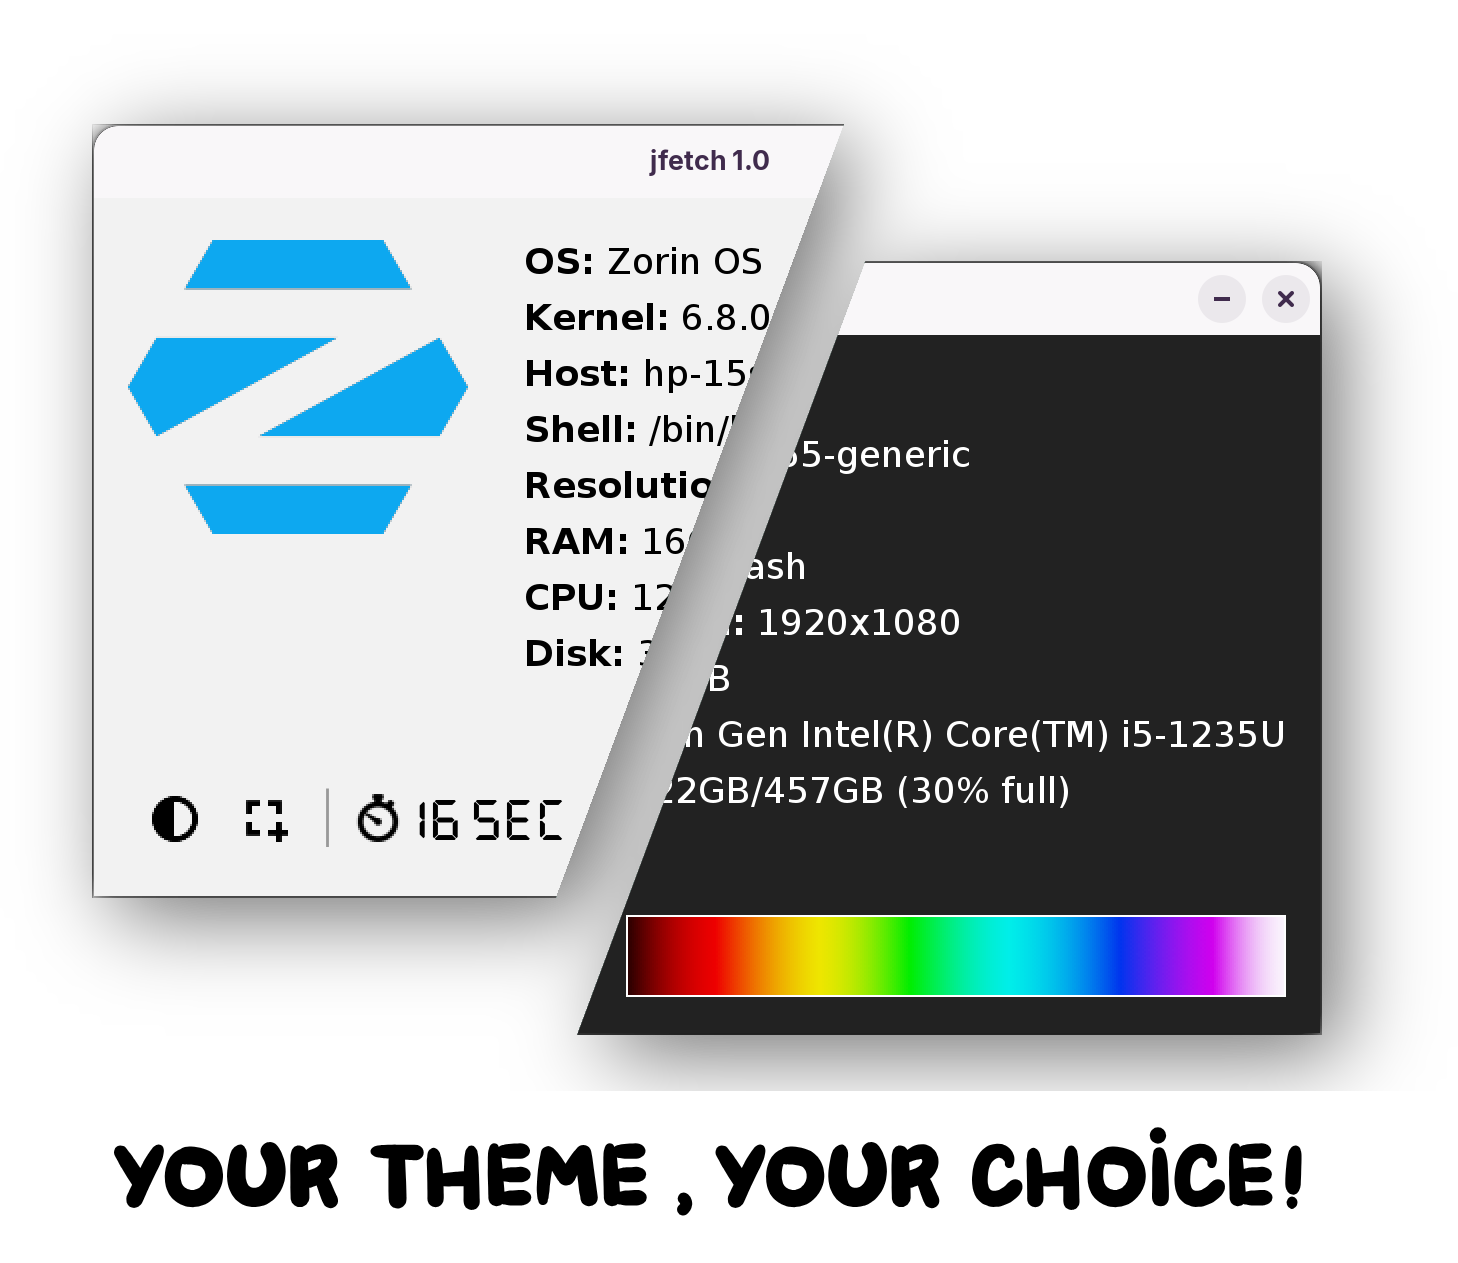 jfetch 1.0
OS: Zorin OS
Kernel: 6.8.0
Host: hp-15
Shell: /bin/
Resolutio
RAM: 16
CPU: 12
Disk:
16 SEC
55-generic
ash
: 1920x1080
B
Gen Intel(R) Core(TM) i5-1235U
22GB/457GB (30% full)
YOUR THEME , YOUR CHOICE!